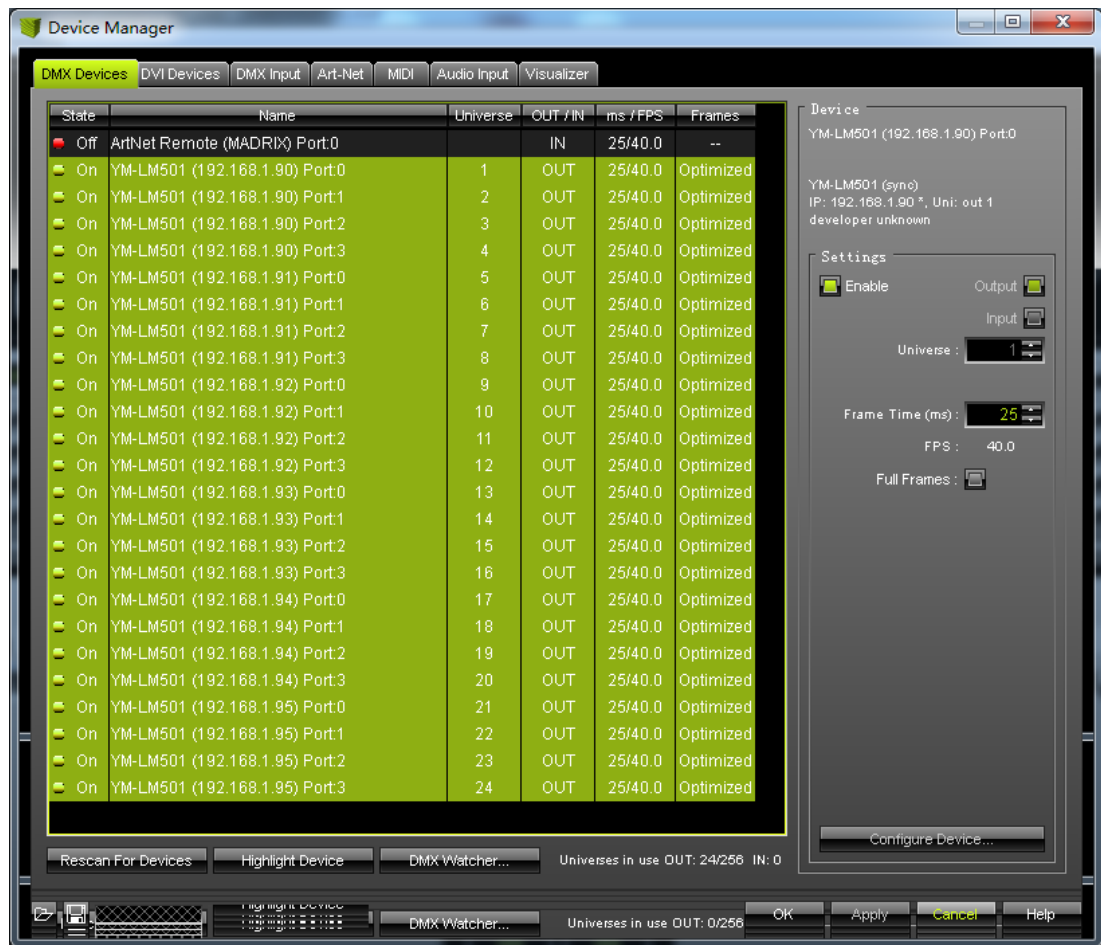 Device Manager
DMX Devices DVI Devices DMX Input Art-Net MIDI Audio Input Visualizer
State Name Universe OUT / IN ms / FPS Frames
Off ArtNet Remote (MADRIX) Port:0 IN 25/40.0 --
On YM-LM501 (192.168.1.90) Port:0 1 OUT 25/40.0 Optimized
On YM-LM501 (192.168.1.90) Port:1 2 OUT 25/40.0 Optimized
On YM-LM501 (192.168.1.90) Port:2 3 OUT 25/40.0 Optimized
On YM-LM501 (192.168.1.90) Port:3 4 OUT 25/40.0 Optimized
On YM-LM501 (192.168.1.91) Port:0 5 OUT 25/40.0 Optimized
On YM-LM501 (192.168.1.91) Port:1 6 OUT 25/40.0 Optimized
On YM-LM501 (192.168.1.91) Port:2 7 OUT 25/40.0 Optimized
On YM-LM501 (192.168.1.91) Port:3 8 OUT 25/40.0 Optimized
On YM-LM501 (192.168.1.92) Port:0 9 OUT 25/40.0 Optimized
On YM-LM501 (192.168.1.92) Port:1 10 OUT 25/40.0 Optimized
On YM-LM501 (192.168.1.92) Port:2 11 OUT 25/40.0 Optimized
On YM-LM501 (192.168.1.92) Port:3 12 OUT 25/40.0 Optimized
On YM-LM501 (192.168.1.93) Port:0 13 OUT 25/40.0 Optimized
On YM-LM501 (192.168.1.93) Port:1 14 OUT 25/40.0 Optimized
On YM-LM501 (192.168.1.93) Port:2 15 OUT 25/40.0 Optimized
On YM-LM501 (192.168.1.93) Port:3 16 OUT 25/40.0 Optimized
On YM-LM501 (192.168.1.94) Port:0 17 OUT 25/40.0 Optimized
On YM-LM501 (192.168.1.94) Port:1 18 OUT 25/40.0 Optimized
On YM-LM501 (192.168.1.94) Port:2 19 OUT 25/40.0 Optimized
On YM-LM501 (192.168.1.94) Port:3 20 OUT 25/40.0 Optimized
On YM-LM501 (192.168.1.95) Port:0 21 OUT 25/40.0 Optimized
On YM-LM501 (192.168.1.95) Port:1 22 OUT 25/40.0 Optimized
On YM-LM501 (192.168.1.95) Port:2 23 OUT 25/40.0 Optimized
On YM-LM501 (192.168.1.95) Port:3 24 OUT 25/40.0 Optimized
Device
YM-LM501 (192.168.1.90) Port:0
YM-LM501 (sync)
IP: 192.168.1.90 *, Uni: out 1
developer unknown
Settings
Enable Output
Input
Universe : 1
Frame Time (ms) : 25
FPS : 40.0
Full Frames :
Configure Device...
Rescan For Devices Highlight Device DMX Watcher... Universes in use OUT: 24/256 IN: 0
DMX Watcher... Universes in use OUT: 0/256 OK Apply Cancel Help